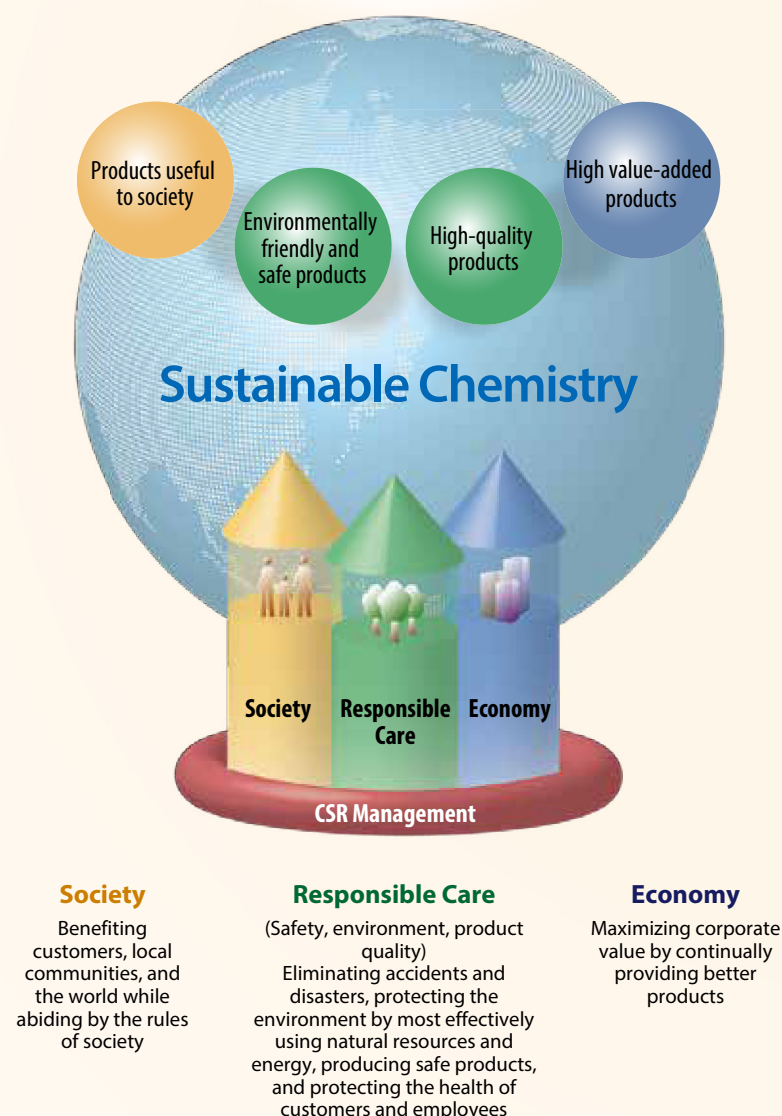 Products useful
to society
Environmentally
friendly and
safe products
High-quality
products
High value-added
products
Sustainable Chemistry
Society
Responsible
Care
Economy
CSR Management
Society
Benefiting
customers, local
communities, and
the world while
abiding by the rules
of society
Responsible Care
(Safety, environment, product
quality)
Eliminating accidents and
disasters, protecting the
environment by most effectively
using natural resources and
energy, producing safe products,
and protecting the health of
customers and employees
Economy
Maximizing corporate
value by continually
providing better
products